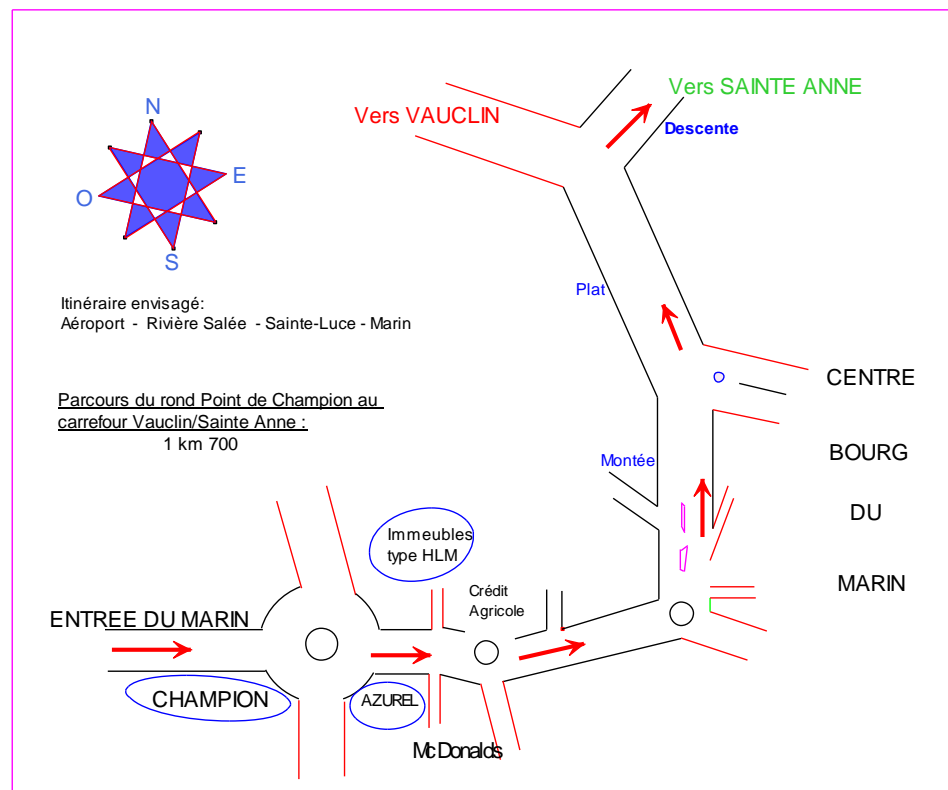 N
E
O
S
Vers VAUCLIN
Vers SAINTE ANNE
Descente
Itinéraire envisagé:
Aéroport - Rivière Salée - Sainte-Luce - Marin
Plat
Parcours du rond Point de Champion au
carrefour Vauclin/Sainte Anne :
1 km 700
CENTRE
BOURG
DU
MARIN
Montée
Immeubles
type HLM
Crédit
Agricole
ENTREE DU MARIN
CHAMPION
AZUREL
McDonalds